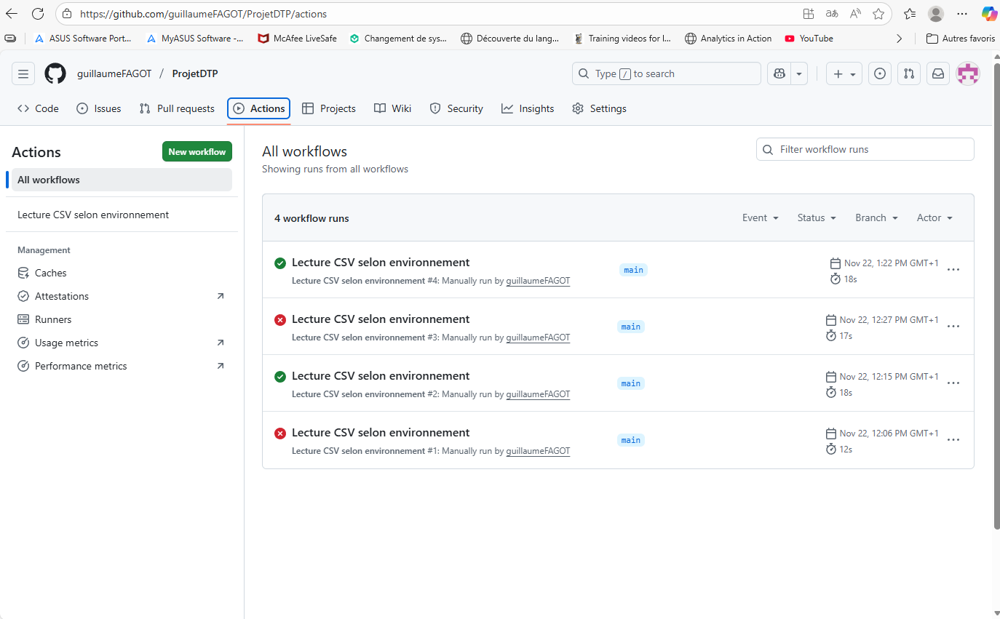 https://github.com/guillaumeFAGOT/ProjetDTP/actions
ASUS Software Port... MyASUS Software -... McAfee LiveSafe Changement de sys... Découverte du lang... Training videos for I... Analytics in Action YouTube Autres favoris
guillaumeFAGOT / ProjetDTP
Type / to search
Code Issues Pull requests Actions Projects Wiki Security Insights Settings
Actions
New workflow
All workflows
Lecture CSV selon environnement
Management
Caches
Attestations
Runners
Usage metrics
Performance metrics
All workflows
Showing runs from all workflows
Filter workflow runs
4 workflow runs
Event Status Branch Actor
Lecture CSV selon environnement
Lecture CSV selon environnement #4: Manually run by guillaumeFAGOT
main
Nov 22, 1:22 PM GMT+1
18s
Lecture CSV selon environnement
Lecture CSV selon environnement #3: Manually run by guillaumeFAGOT
main
Nov 22, 12:27 PM GMT+1
17s
Lecture CSV selon environnement
Lecture CSV selon environnement #2: Manually run by guillaumeFAGOT
main
Nov 22, 12:15 PM GMT+1
18s
Lecture CSV selon environnement
Lecture CSV selon environnement #1: Manually run by guillaumeFAGOT
main
Nov 22, 12:06 PM GMT+1
12s